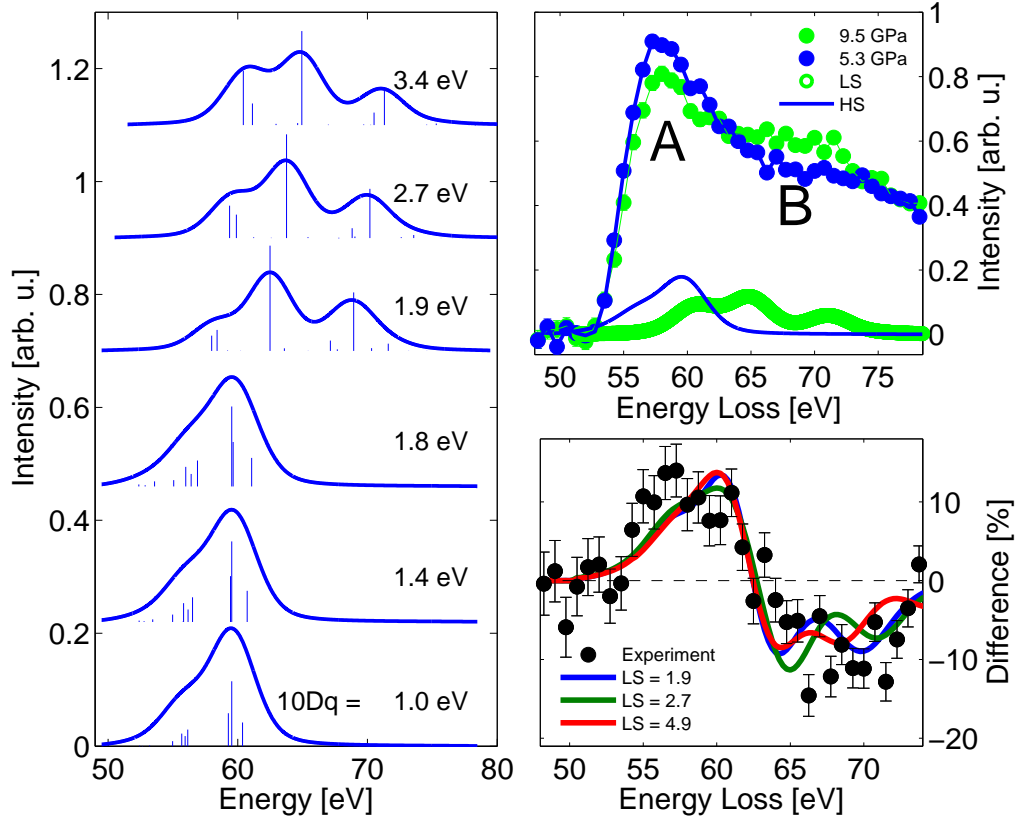 Intensity [arb. u.]
1.2
1
0.8
0.6
0.4
0.2
0
3.4 eV
2.7 eV
1.9 eV
1.8 eV
1.4 eV
10Dq = 1.0 eV
50 60 70 80
Energy [eV]
9.5 GPa
5.3 GPa
LS
HS
A
B
1
0.8
0.6
0.4
0.2
0
Intensity [arb. u.]
50 55 60 65 70 75
Energy Loss [eV]
Experiment
LS = 1.9
LS = 2.7
LS = 4.9
10
0
−10
−20
Difference [%]
50 55 60 65 70
Energy Loss [eV]